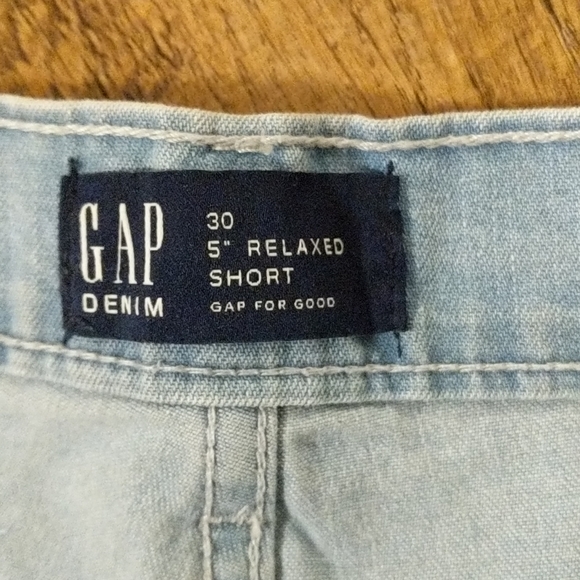 GAP
DENIM
30
5" RELAXED
SHORT
GAP FOR GOOD